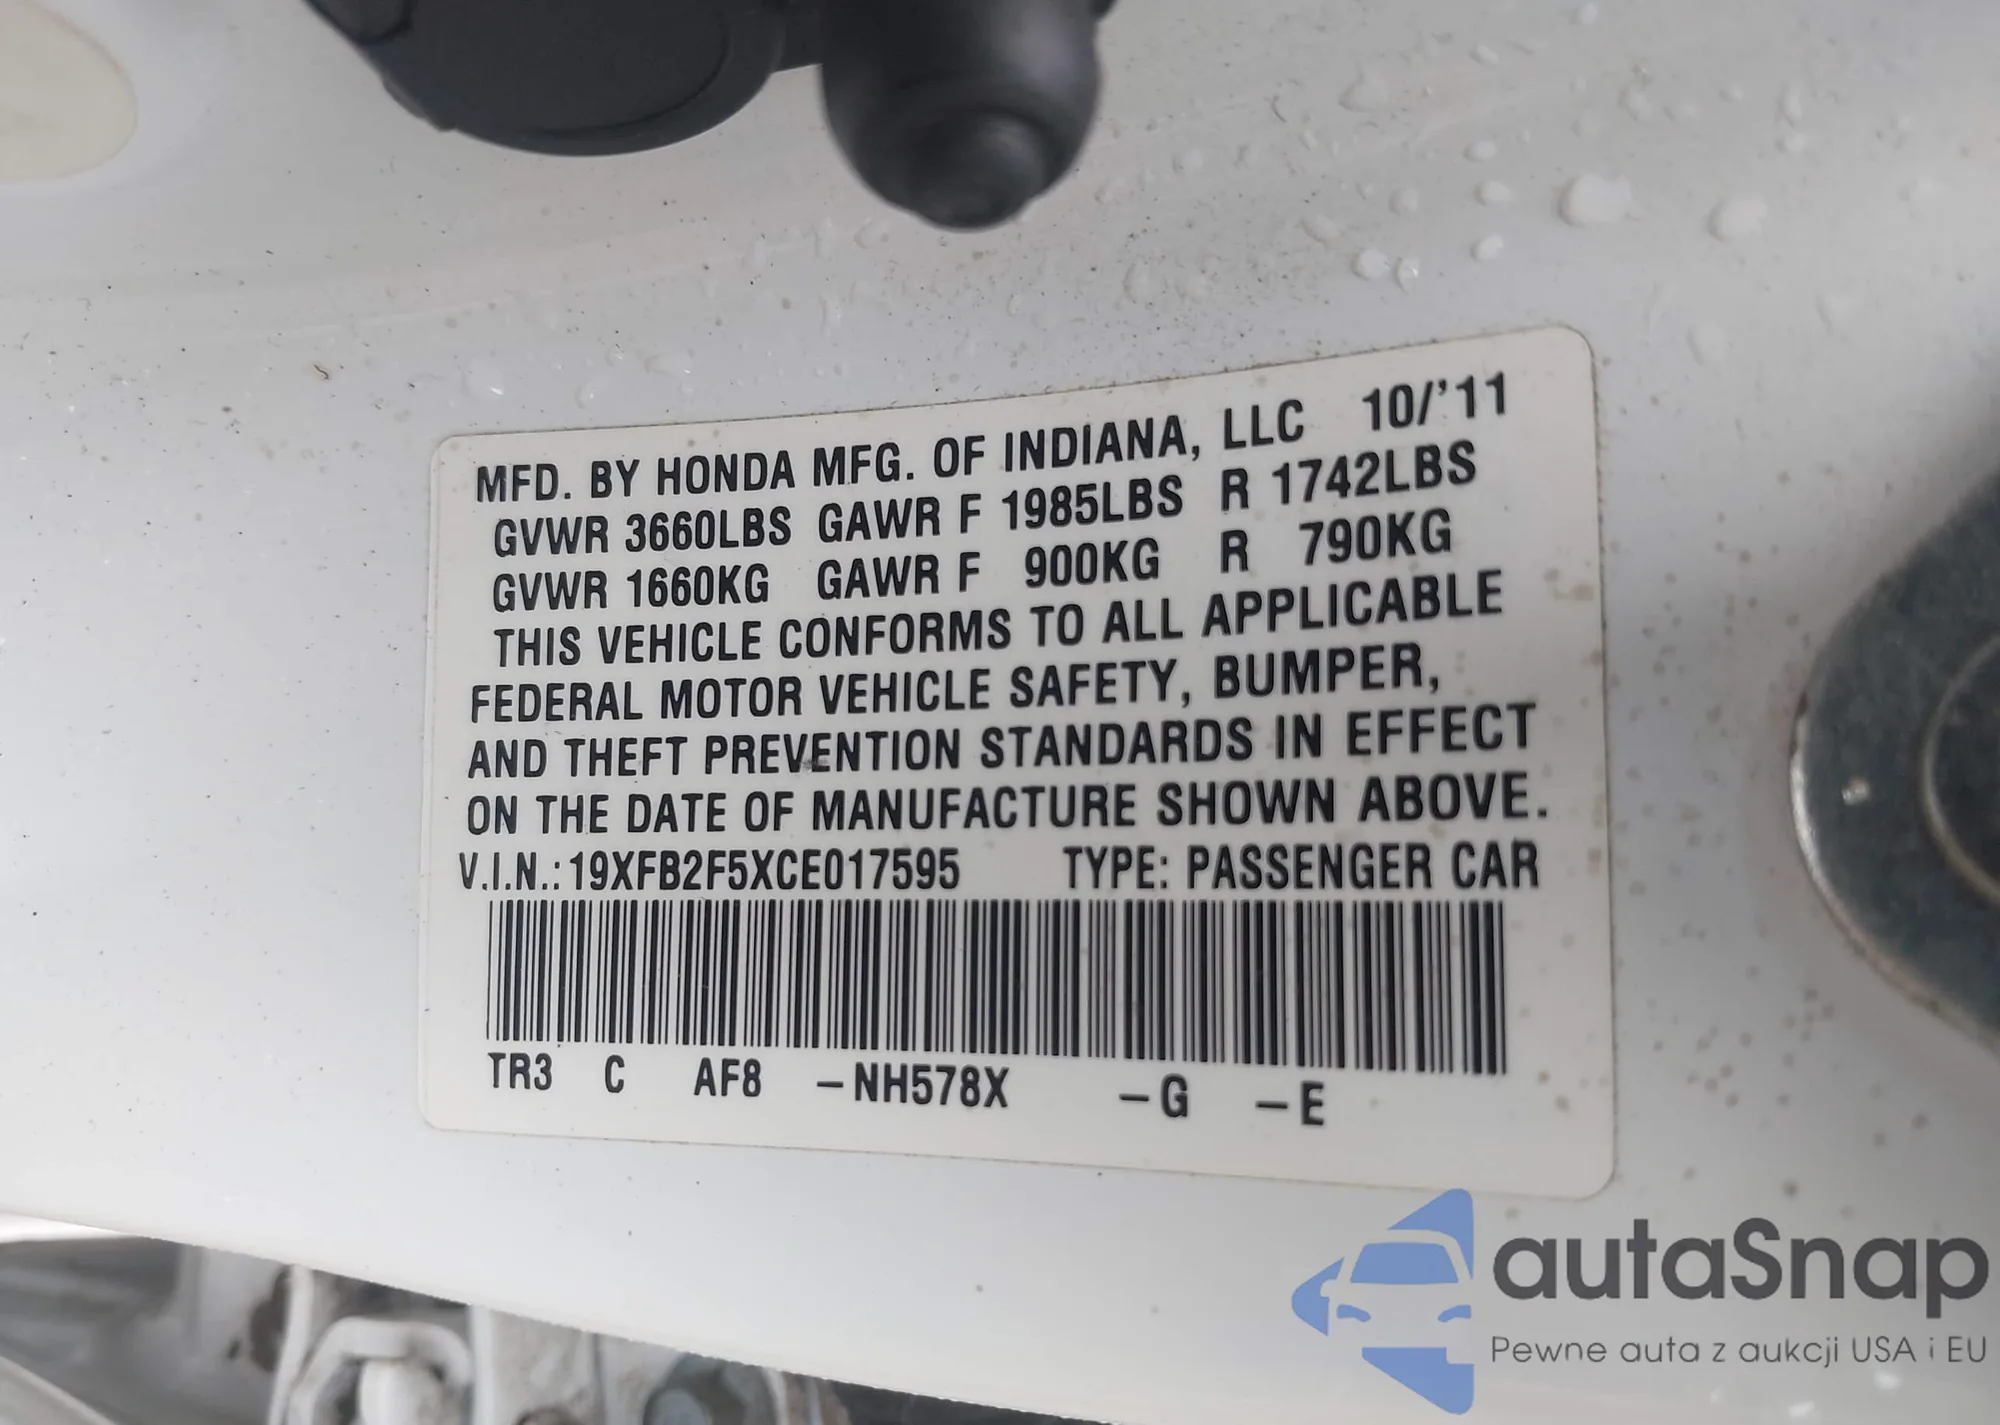 MFD. BY HONDA MFG. OF INDIANA, LLC 10/'11
GVWR 3660LBS GAWR F 1985LBS R 1742LBS
GVWR 1660KG GAWR F 900KG R 790KG
THIS VEHICLE CONFORMS TO ALL APPLICABLE
FEDERAL MOTOR VEHICLE SAFETY, BUMPER,
AND THEFT PREVENTION STANDARDS IN EFFECT
ON THE DATE OF MANUFACTURE SHOWN ABOVE.
V.I.N.: 19XFB2F5XCE017595 TYPE: PASSENGER CAR
TR3 C AF8 –NH578X –G –E
autaSnap
Pewne auta z aukcji USA i EU